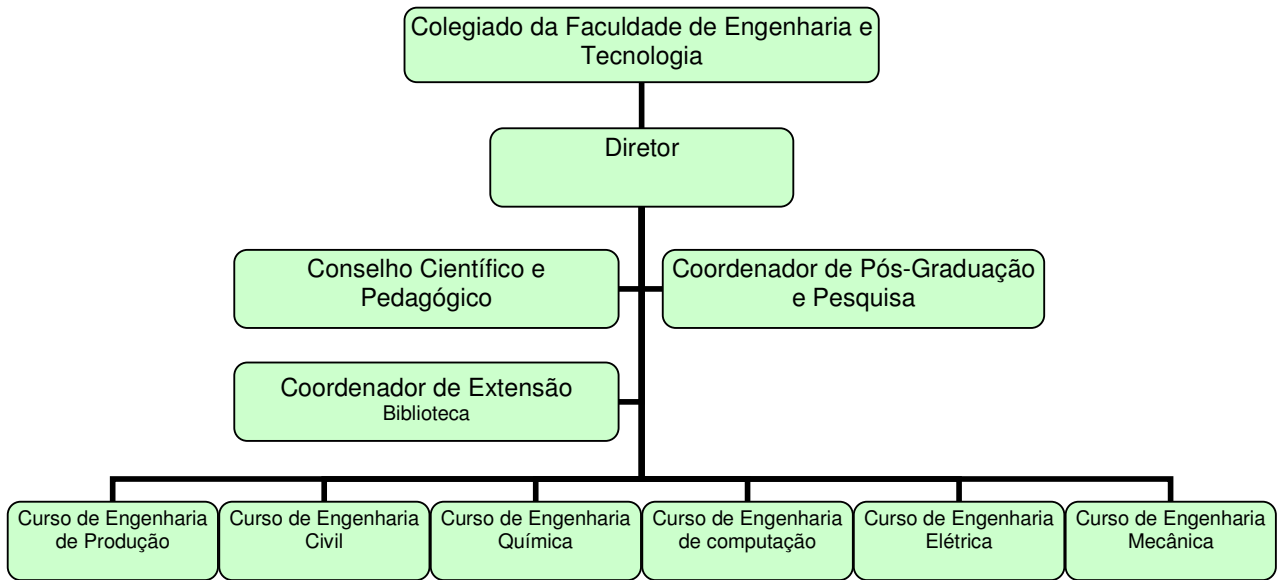 Colegiado da Faculdade de Engenharia e
Tecnologia
Diretor
Conselho Científico e
Pedagógico
Coordenador de Pós-Graduação
e Pesquisa
Coordenador de Extensão
Biblioteca
Curso de Engenharia
de Produção
Curso de Engenharia
Civil
Curso de Engenharia
Química
Curso de Engenharia
de computação
Curso de Engenharia
Elétrica
Curso de Engenharia
Mecânica